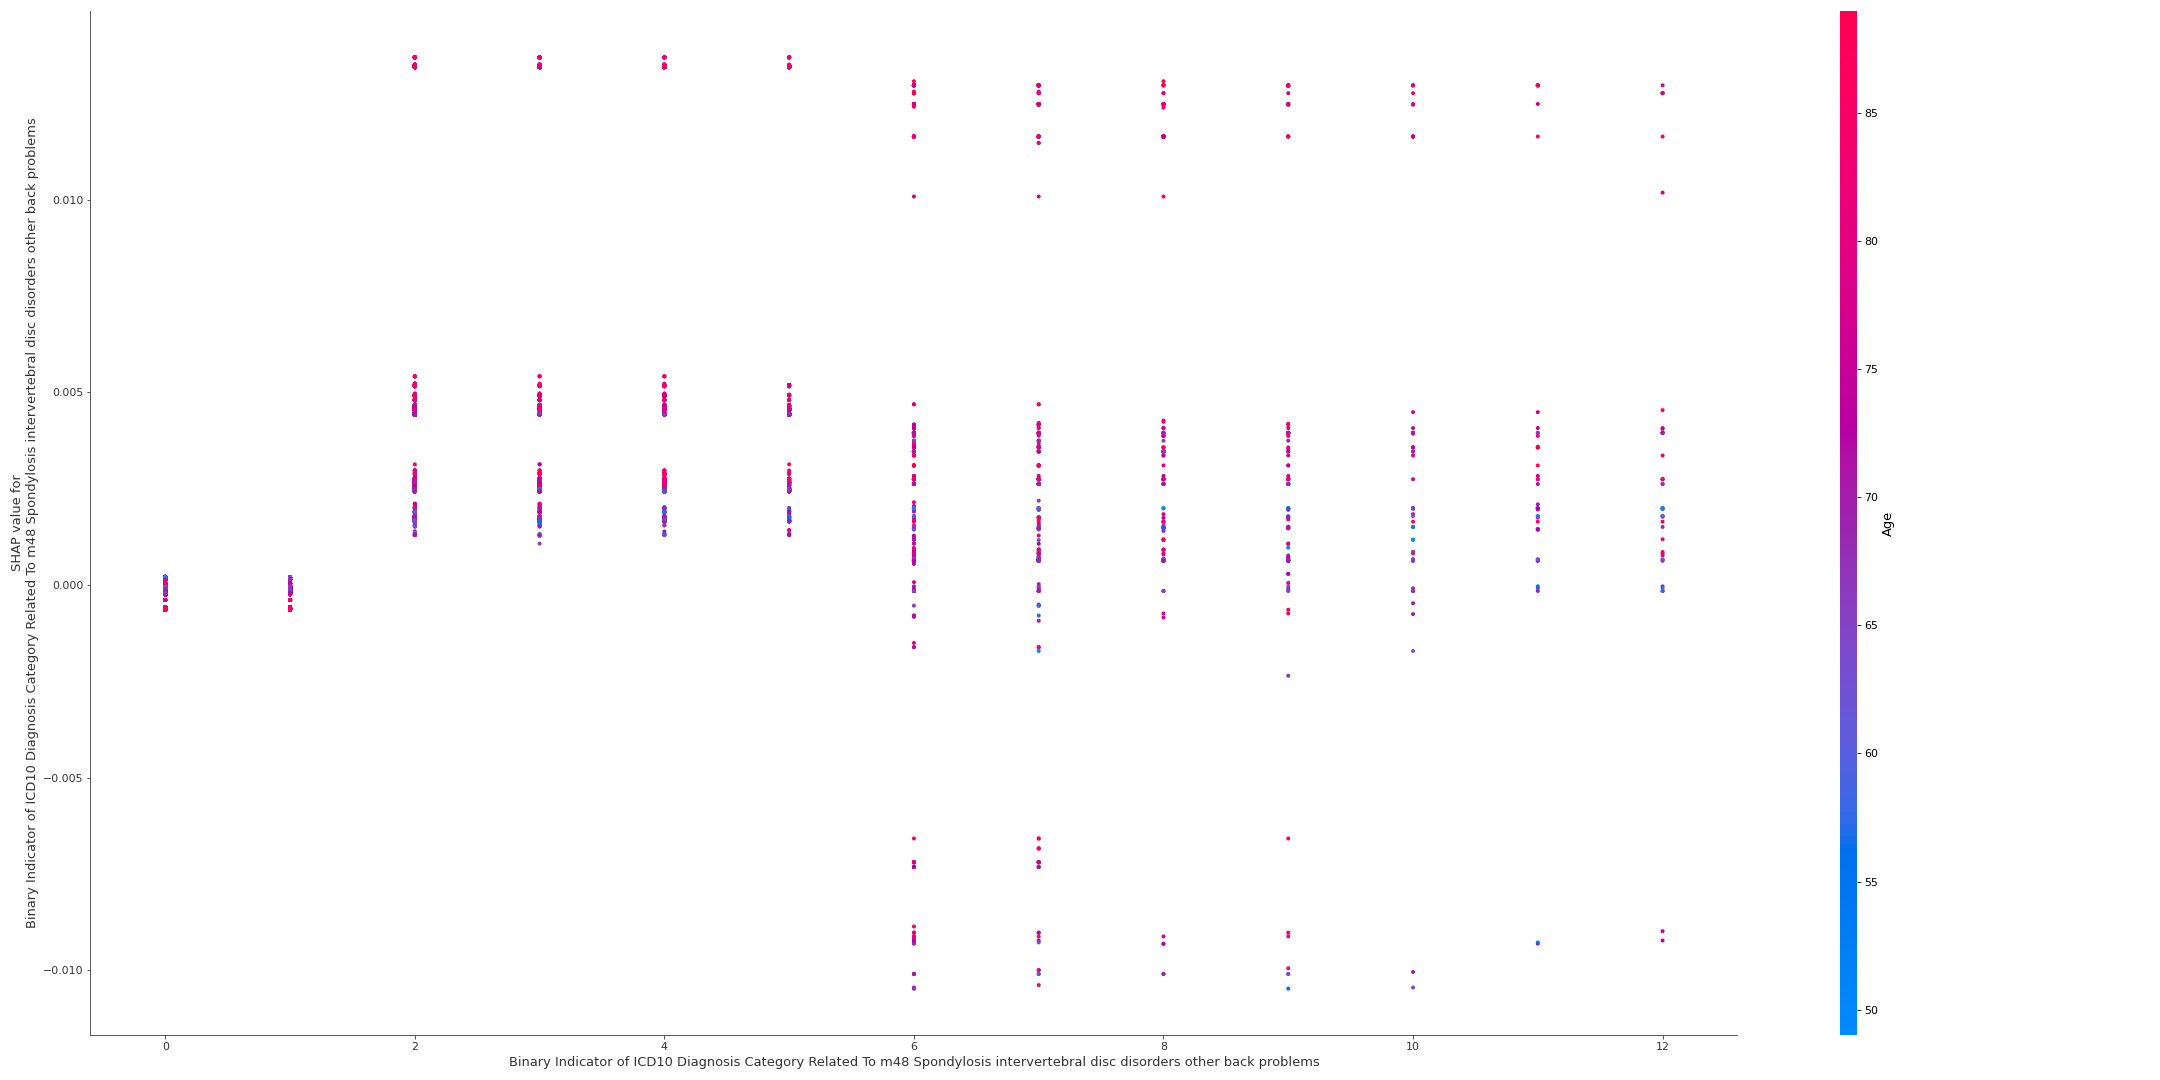 SHAP value for
Binary Indicator of ICD10 Diagnosis Category Related To m48 Spondylosis intervertebral disc disorders other back problems
0.010
0.005
0.000
−0.005
−0.010
0 2 4 6 8 10 12
Binary Indicator of ICD10 Diagnosis Category Related To m48 Spondylosis intervertebral disc disorders other back problems
85
80
75
70
65
60
55
50
Age